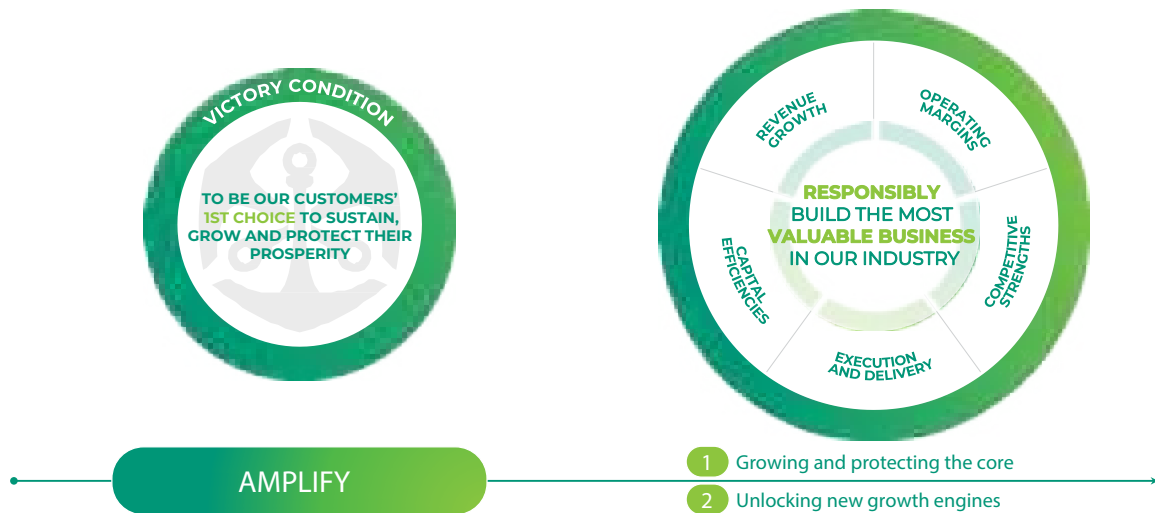 VICTORY CONDITION
TO BE OUR CUSTOMERS'
1ST CHOICE TO SUSTAIN,
GROW AND PROTECT THEIR
PROSPERITY
REVENUE
GROWTH
OPERATING
MARGINS
RESPONSIBLY
BUILD THE MOST
VALUABLE BUSINESS
IN OUR INDUSTRY
CAPITAL
EFFICIENCIES
COMPETITIVE
STRENGTHS
EXECUTION
AND DELIVERY
AMPLIFY
1 Growing and protecting the core
2 Unlocking new growth engines